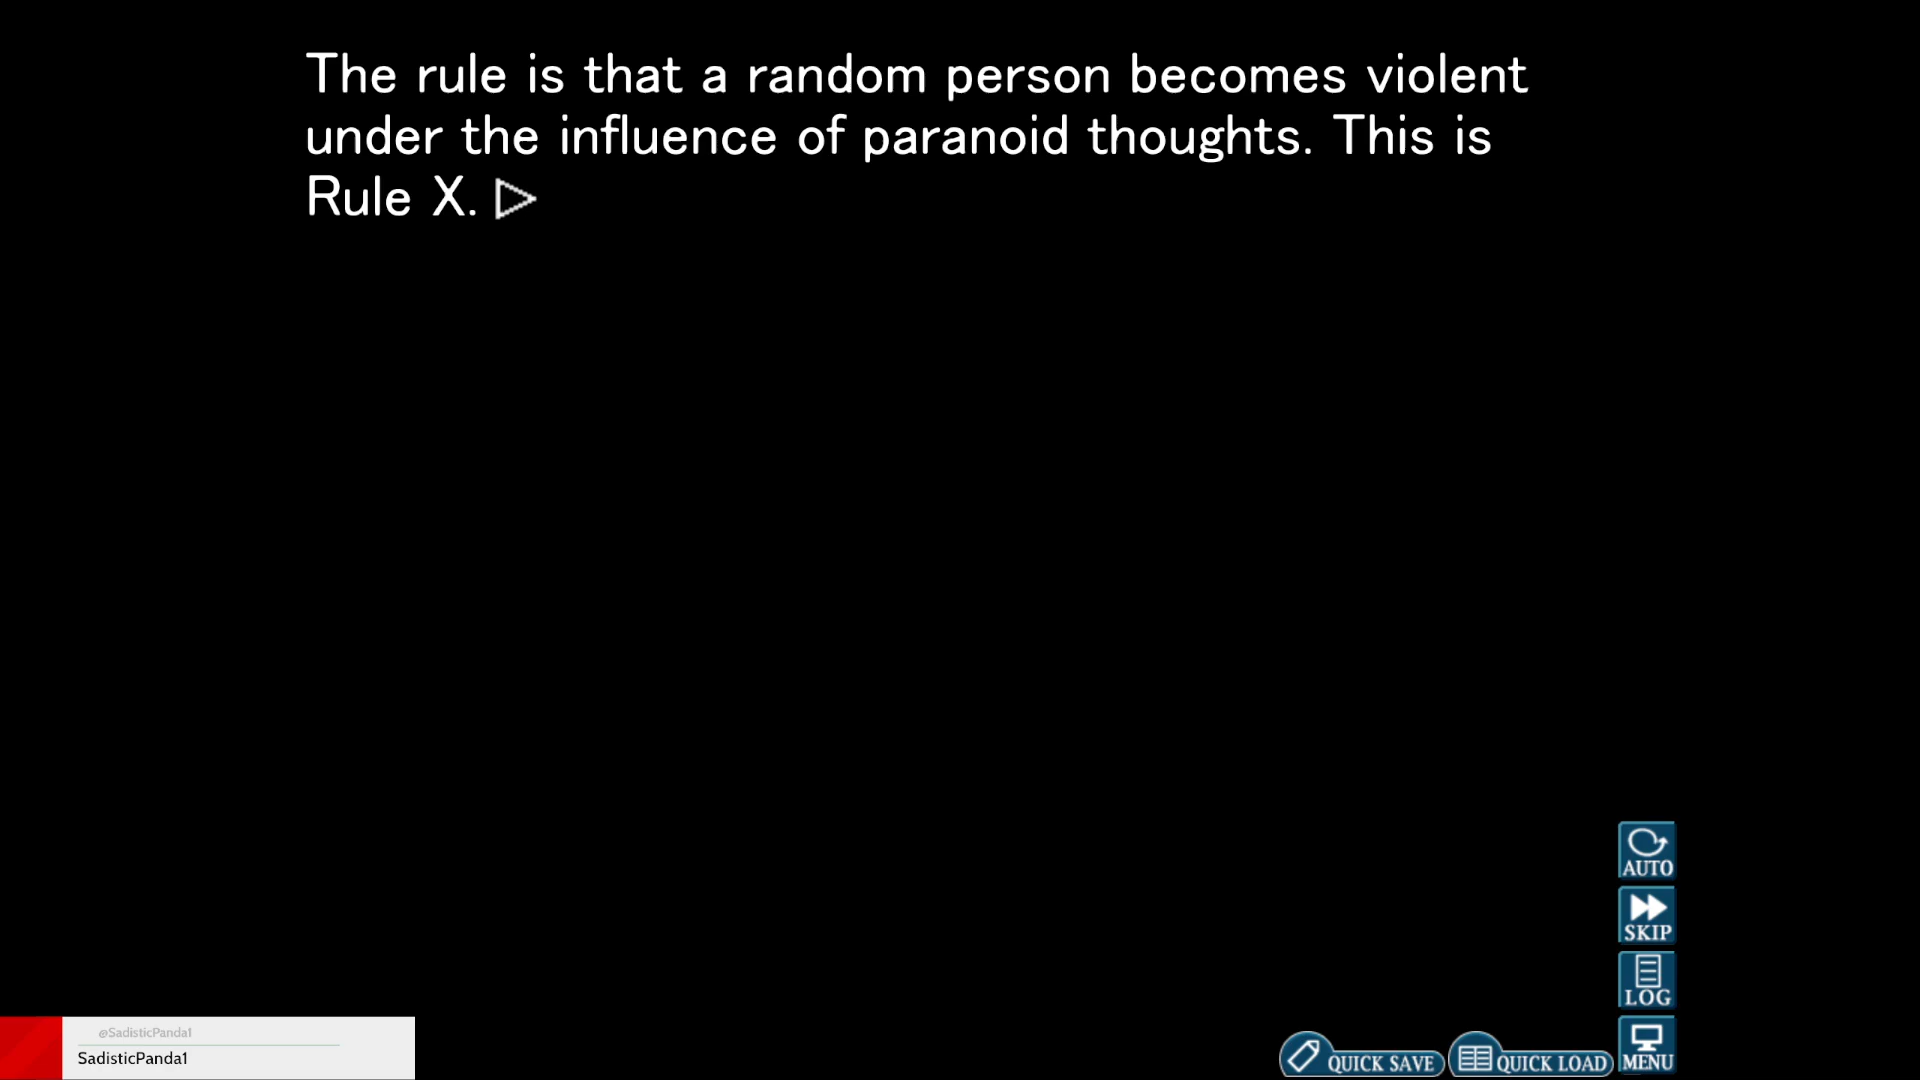 The rule is that a random person becomes violent
under the influence of paranoid thoughts. This is
Rule X.
AUTO
SKIP
LOG
MENU
QUICK SAVE
QUICK LOAD
@SadisticPanda1
SadisticPanda1